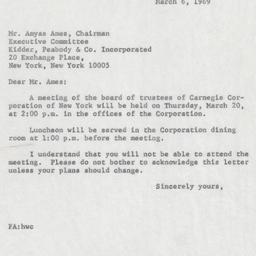 March 6, 1969
Mr. Amyas Ames, Chairman
Executive Committee
Kidder, Peabody & Co. Incorporated
20 Exchange Place,
New York, New York 10005
Dear Mr. Ames:
A meeting of the board of trustees of Carnegie Cor-
poration of New York will be held on Thursday, March 20,
at 2:00 p.m. in the offices of the Corporation.
Luncheon will be served in the Corporation dining
room at 1:00 p.m. before the meeting.
I understand that you will not be able to attend the
meeting. Please do not bother to acknowledge this letter
unless your plans should change.
Sincerely yours,
FA:hwc